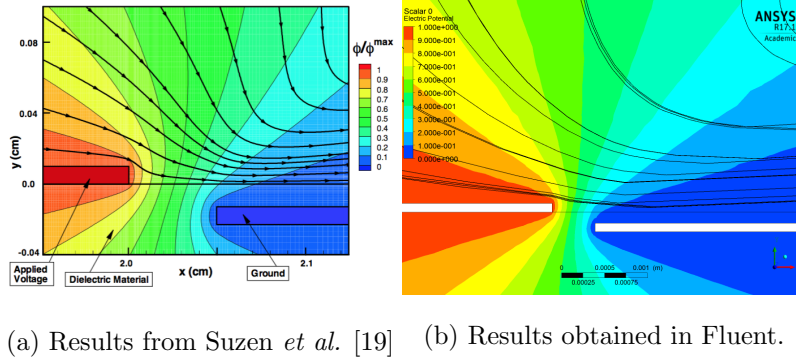 0.08
0.04
0.0
-0.04
y (cm)
2.0
2.1
x (cm)
ϕ/ϕmax
1
0.9
0.8
0.7
0.6
0.5
0.4
0.3
0.2
0.1
0
Applied
Voltage
Dielectric Material
Ground
Scalar 0
Electric Potential
1.000e+000
9.000e-001
8.000e-001
7.000e-001
6.000e-001
5.000e-001
4.000e-001
3.000e-001
2.000e-001
1.000e-001
0.000e+000
ANSYS
R17.1
Academic
0 0.0005 0.001 (m)
0.00025 0.00075
(a) Results from Suzen et al. [19]
(b) Results obtained in Fluent.